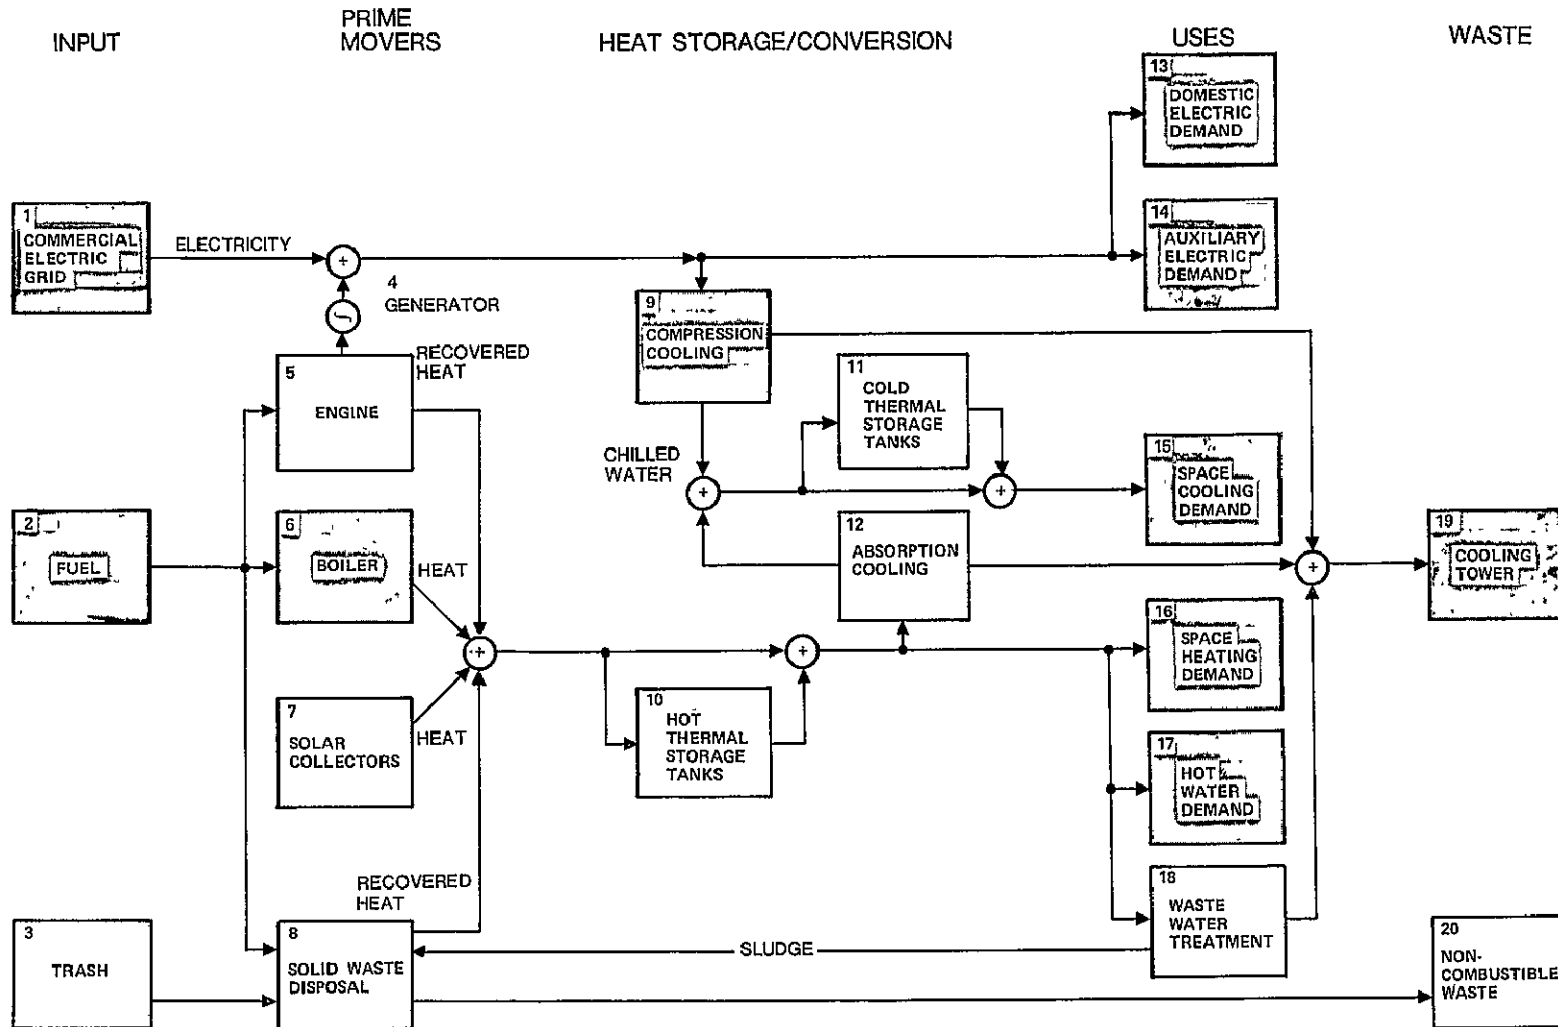 INPUT
PRIME
MOVERS
HEAT STORAGE/CONVERSION
USES
WASTE
13
DOMESTIC
ELECTRIC
DEMAND
1
COMMERCIAL
ELECTRIC
GRID
ELECTRICITY
+
4
GENERATOR
14
AUXILIARY
ELECTRIC
DEMAND
9
COMPRESSION
COOLING
5
ENGINE
RECOVERED
HEAT
11
COLD
THERMAL
STORAGE
TANKS
CHILLED
WATER
+
+
15
SPACE
COOLING
DEMAND
2
FUEL
6
BOILER
HEAT
12
ABSORPTION
COOLING
+
19
COOLING
TOWER
+
+
16
SPACE
HEATING
DEMAND
7
SOLAR
COLLECTORS
HEAT
10
HOT
THERMAL
STORAGE
TANKS
17
HOT
WATER
DEMAND
RECOVERED
HEAT
18
WASTE
WATER
TREATMENT
3
TRASH
8
SOLID WASTE
DISPOSAL
SLUDGE
20
NON-
COMBUSTIBLE
WASTE